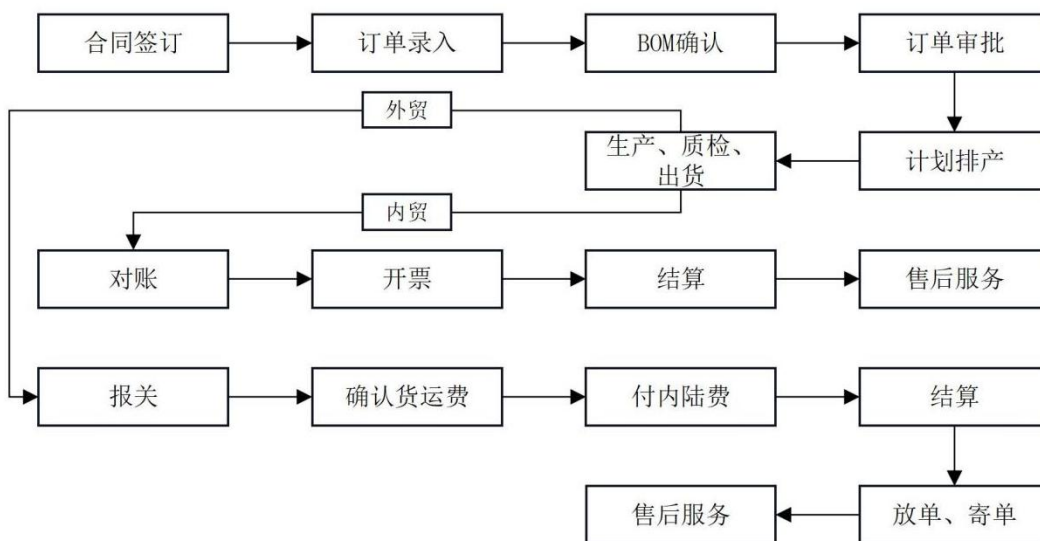 合同签订
订单录入
BOM确认
订单审批
外贸
生产、质检、
出货
计划排产
内贸
对账
开票
结算
售后服务
报关
确认货运费
付内陆费
结算
售后服务
放单、寄单